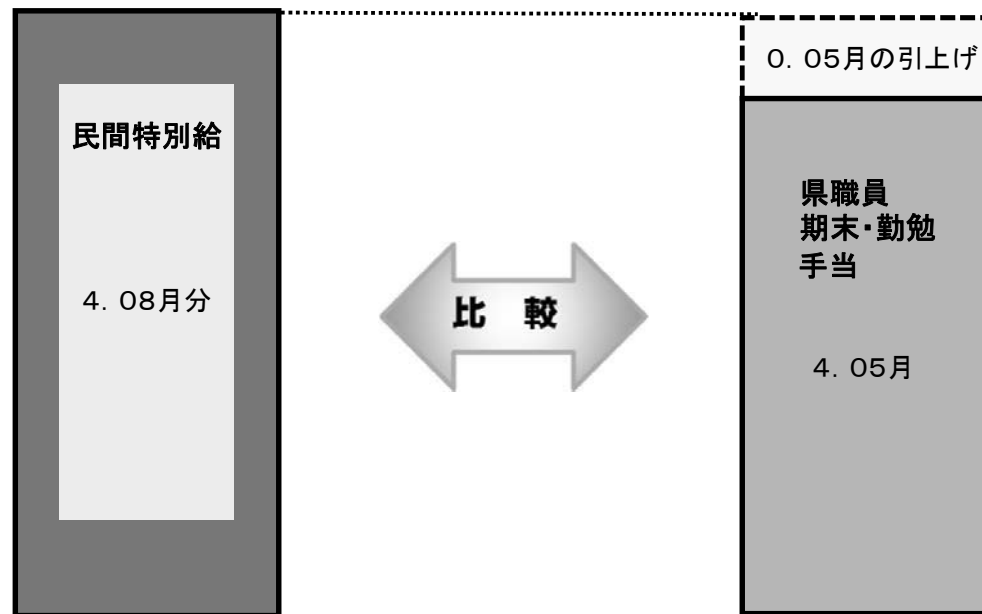 民間特別給
4．08月分
比　較
0．05月の引上げ
県職員
期末・勤勉
手当
4．05月